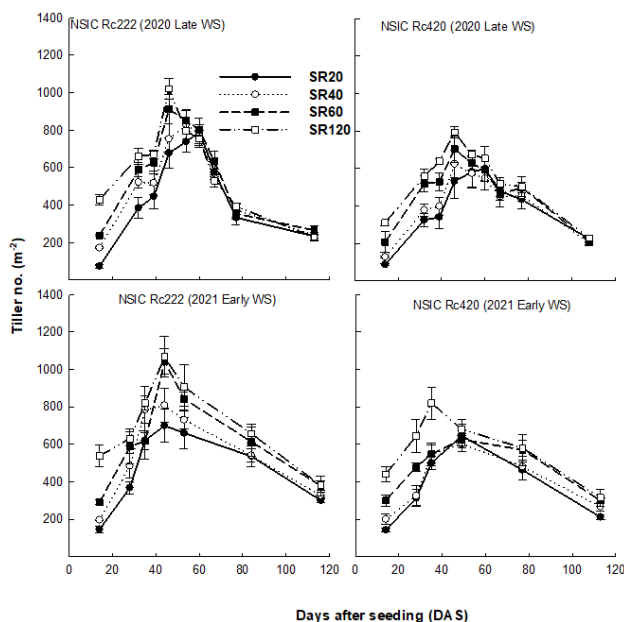 NSIC Rc222 (2020 Late WS)
NSIC Rc420 (2020 Late WS)
SR20
SR40
SR60
SR120
1400
1200
1000
800
600
400
200
NSIC Rc222 (2021 Early WS)
NSIC Rc420 (2021 Early WS)
1400
1200
1000
800
600
400
200
Tiller no. (m⁻²)
0 20 40 60 80 100 120
0 20 40 60 80 100 120
Days after seeding (DAS)